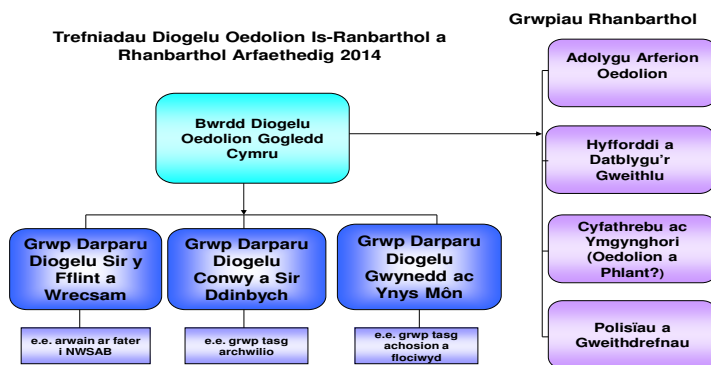 Trefniadau Diogelu Oedolion Is-Ranbarthol a
Rhanbarthol Arfaethedig 2014
Grwpiau Rhanbarthol
Bwrdd Diogelu
Oedolion Gogledd
Cymru
Adolygu Arferion
Oedolion
Hyfforddi a
Datblygu'r
Gweithlu
Cyfathrebu ac
Ymgynghori
(Oedolion a
Phlant?)
Polisïau a
Gweithdrefnau
Grwp Darparu
Diogelu Sir y
Fflint a
Wrecsam
Grwp Darparu
Diogelu
Conwy a Sir
Ddinbych
Grwp Darparu
Diogelu
Gwynedd ac
Ynys Môn
e.e. arwain ar fater
i NWSAB
e.e. grwp tasg
archwilio
e.e. grwp tasg
achosion a
flociwyd